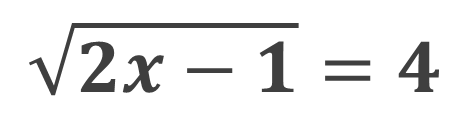 √(2x − 1) = 4